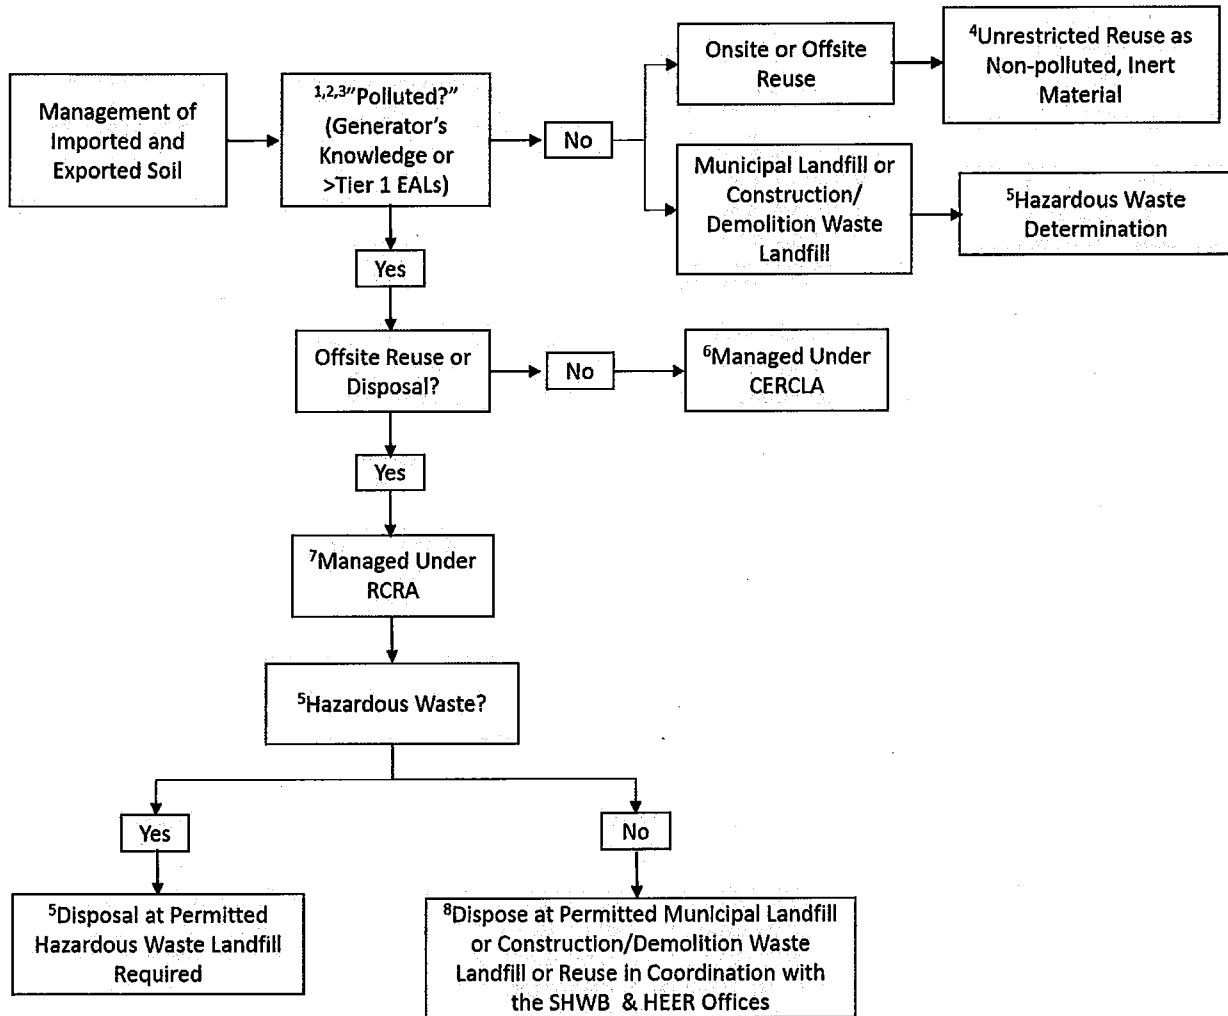 Management of
Imported and
Exported Soil
1,2,3"Polluted?"
(Generator's
Knowledge or
>Tier 1 EALs)
No
Onsite or Offsite
Reuse
4Unrestricted Reuse as
Non-polluted, Inert
Material
Municipal Landfill or
Construction/
Demolition Waste
Landfill
5Hazardous Waste
Determination
Yes
Offsite Reuse or
Disposal?
No
6Managed Under
CERCLA
Yes
7Managed Under
RCRA
5Hazardous Waste?
Yes
No
5Disposal at Permitted
Hazardous Waste Landfill
Required
8Dispose at Permitted Municipal Landfill
or Construction/Demolition Waste
Landfill or Reuse in Coordination with
the SHWB & HEER Offices